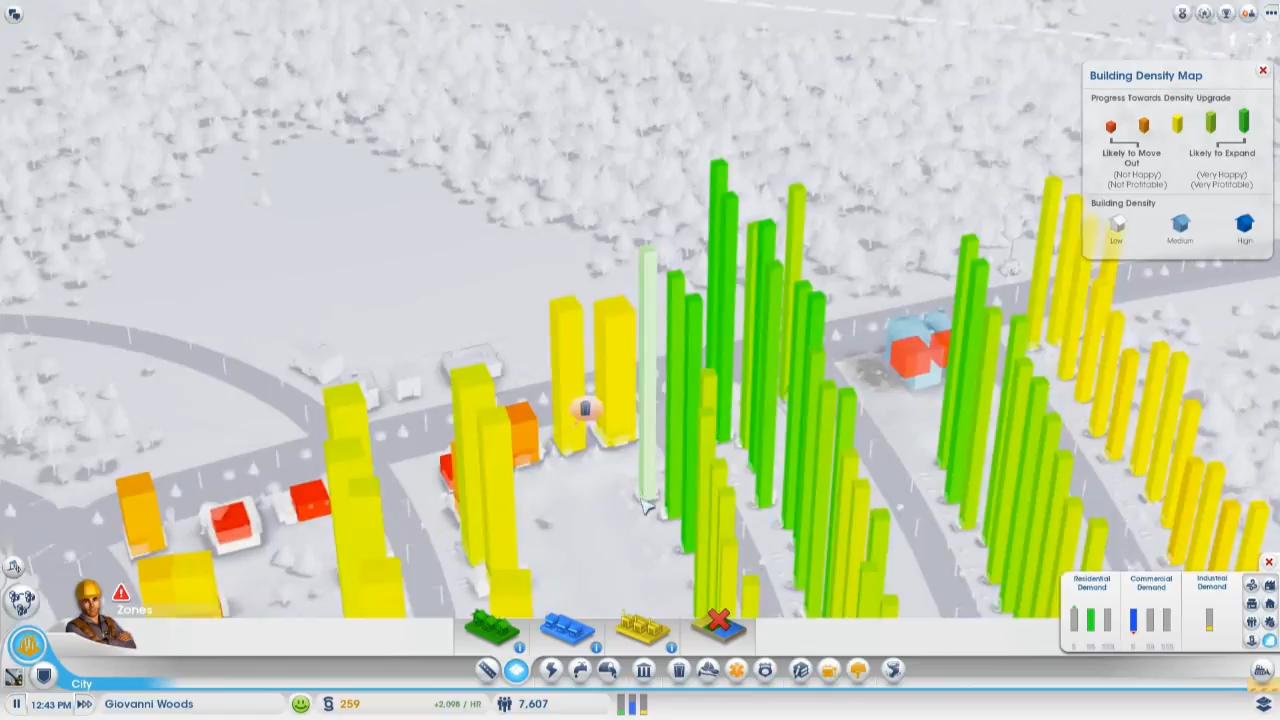 Building Density Map
Progress Towards Density Upgrade
Likely to Move Out
Likely to Expand
(Not Happy)
(Very Happy)
(Not Profitable)
(Very Profitable)
Building Density
Low
Medium
High
Zones
Residential Demand
Commercial Demand
Industrial Demand
$ $$ $$$
$ $$ $$$
City
12:43 PM
Giovanni Woods
259
+2,098 / HR
7,607